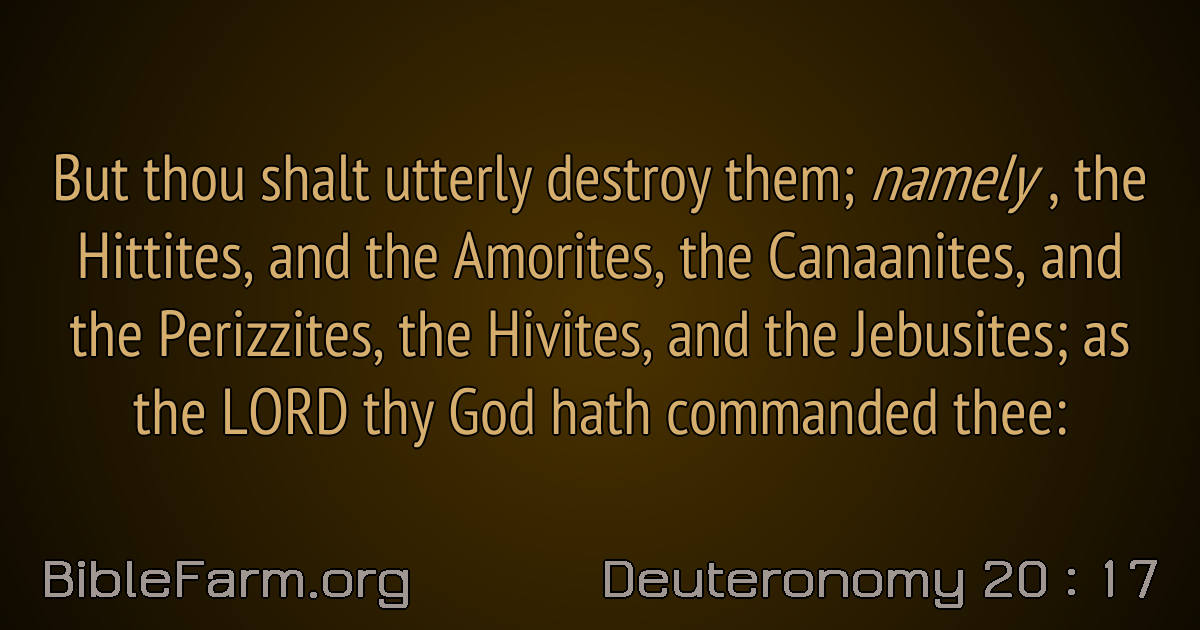 But thou shalt utterly destroy them; namely , the
Hittites, and the Amorites, the Canaanites, and
the Perizzites, the Hivites, and the Jebusites; as
the LORD thy God hath commanded thee:
BibleFarm.org
Deuteronomy 20 : 17